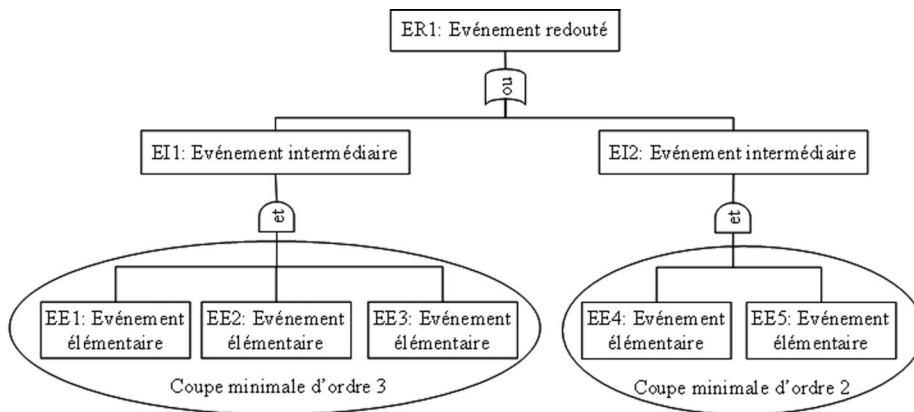 ER1: Evénement redouté
ou
EI1: Evénement intermédiaire
EI2: Evénement intermédiaire
et
et
EE1: Evénement
élémentaire
EE2: Evénement
élémentaire
EE3: Evénement
élémentaire
EE4: Evénement
élémentaire
EE5: Evénement
élémentaire
Coupe minimale d'ordre 3
Coupe minimale d'ordre 2